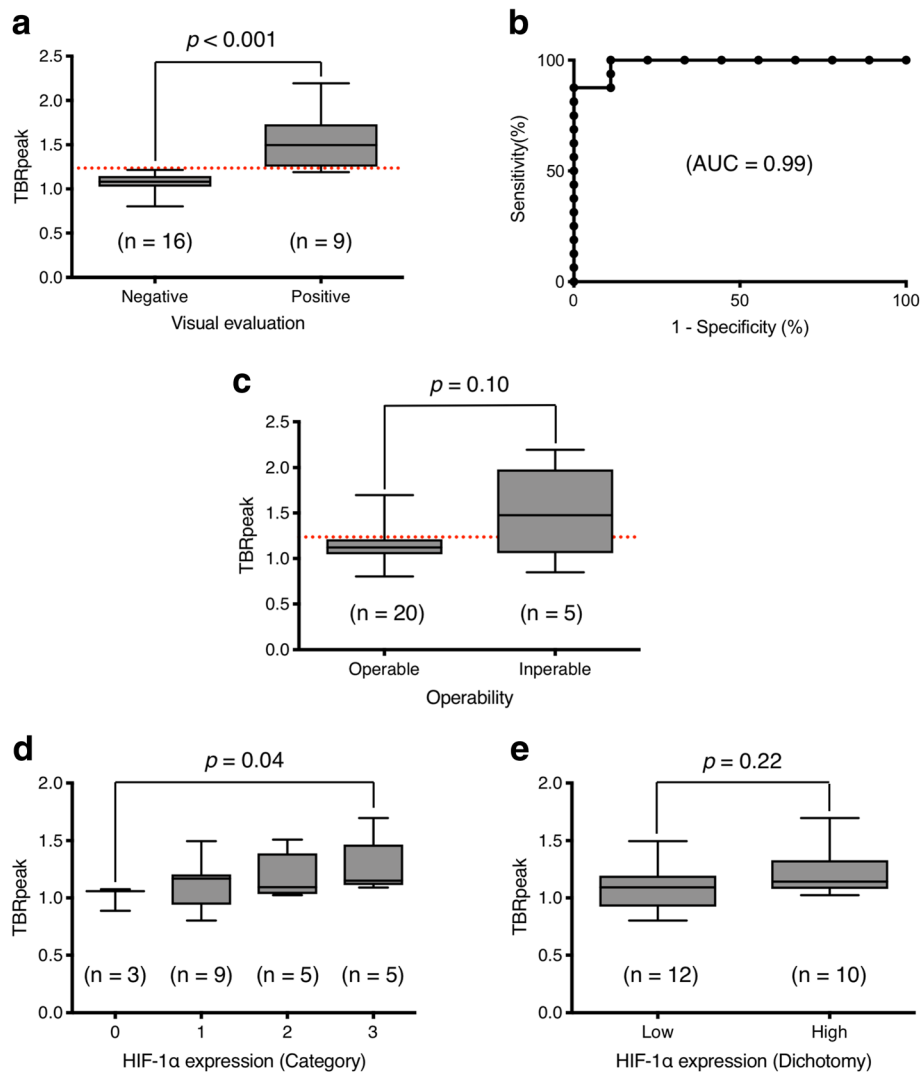 a
p < 0.001
2.5
2.0
1.5
1.0
0.5
0.0
TBRpeak
(n = 16)
(n = 9)
Negative
Positive
Visual evaluation
b
100
50
0
Sensitivity(%)
(AUC = 0.99)
0
50
100
1 - Specificity (%)
c
p = 0.10
2.5
2.0
1.5
1.0
0.5
0.0
TBRpeak
(n = 20)
(n = 5)
Operable
Inperable
Operability
d
p = 0.04
2.0
1.5
1.0
0.5
0.0
TBRpeak
(n = 3)
(n = 9)
(n = 5)
(n = 5)
0
1
2
3
HIF-1α expression (Category)
e
p = 0.22
2.0
1.5
1.0
0.5
0.0
TBRpeak
(n = 12)
(n = 10)
Low
High
HIF-1α expression (Dichotomy)